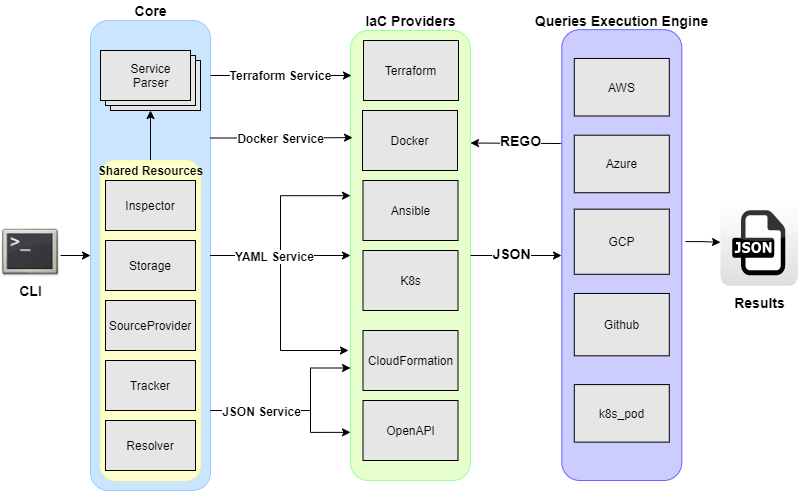 Core
IaC Providers
Queries Execution Engine
Service
Parser
Terraform Service
Terraform
AWS
Docker Service
Docker
REGO
Azure
Shared Resources
Inspector
Ansible
GCP
>_
Storage
YAML Service
K8s
JSON
JSON
CLI
Results
SourceProvider
Github
CloudFormation
Tracker
JSON Service
k8s_pod
OpenAPI
Resolver